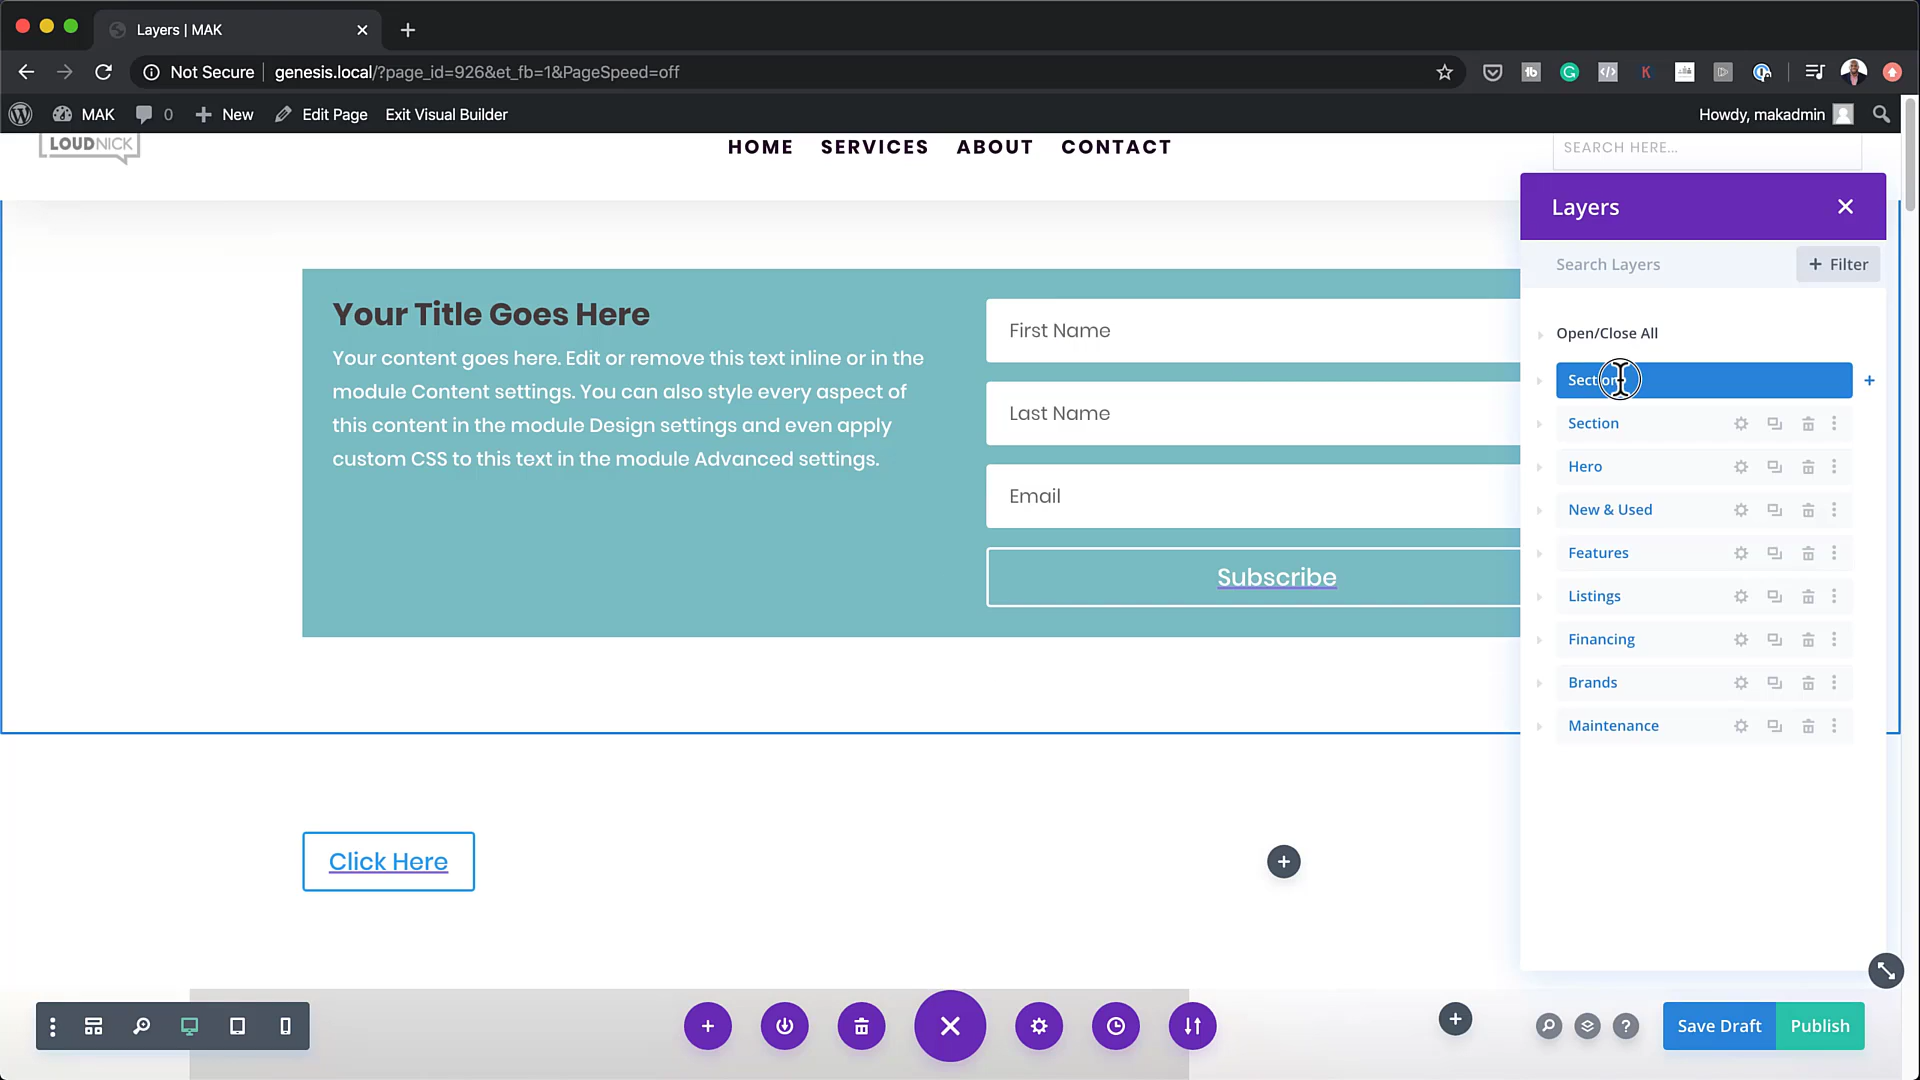 Layers | MAK
Not Secure
genesis.local/?page_id=926&et_fb=1&PageSpeed=off
MAK
0
New
Edit Page
Exit Visual Builder
Howdy, makadmin
LOUDNICK
HOME
SERVICES
ABOUT
CONTACT
SEARCH HERE...
Layers
Search Layers
Filter
Open/Close All
Section
Section
Hero
New & Used
Features
Listings
Financing
Brands
Maintenance
Your Title Goes Here
Your content goes here. Edit or remove this text inline or in the
module Content settings. You can also style every aspect of
this content in the module Design settings and even apply
custom CSS to this text in the module Advanced settings.
First Name
Last Name
Email
Subscribe
Click Here
Save Draft
Publish